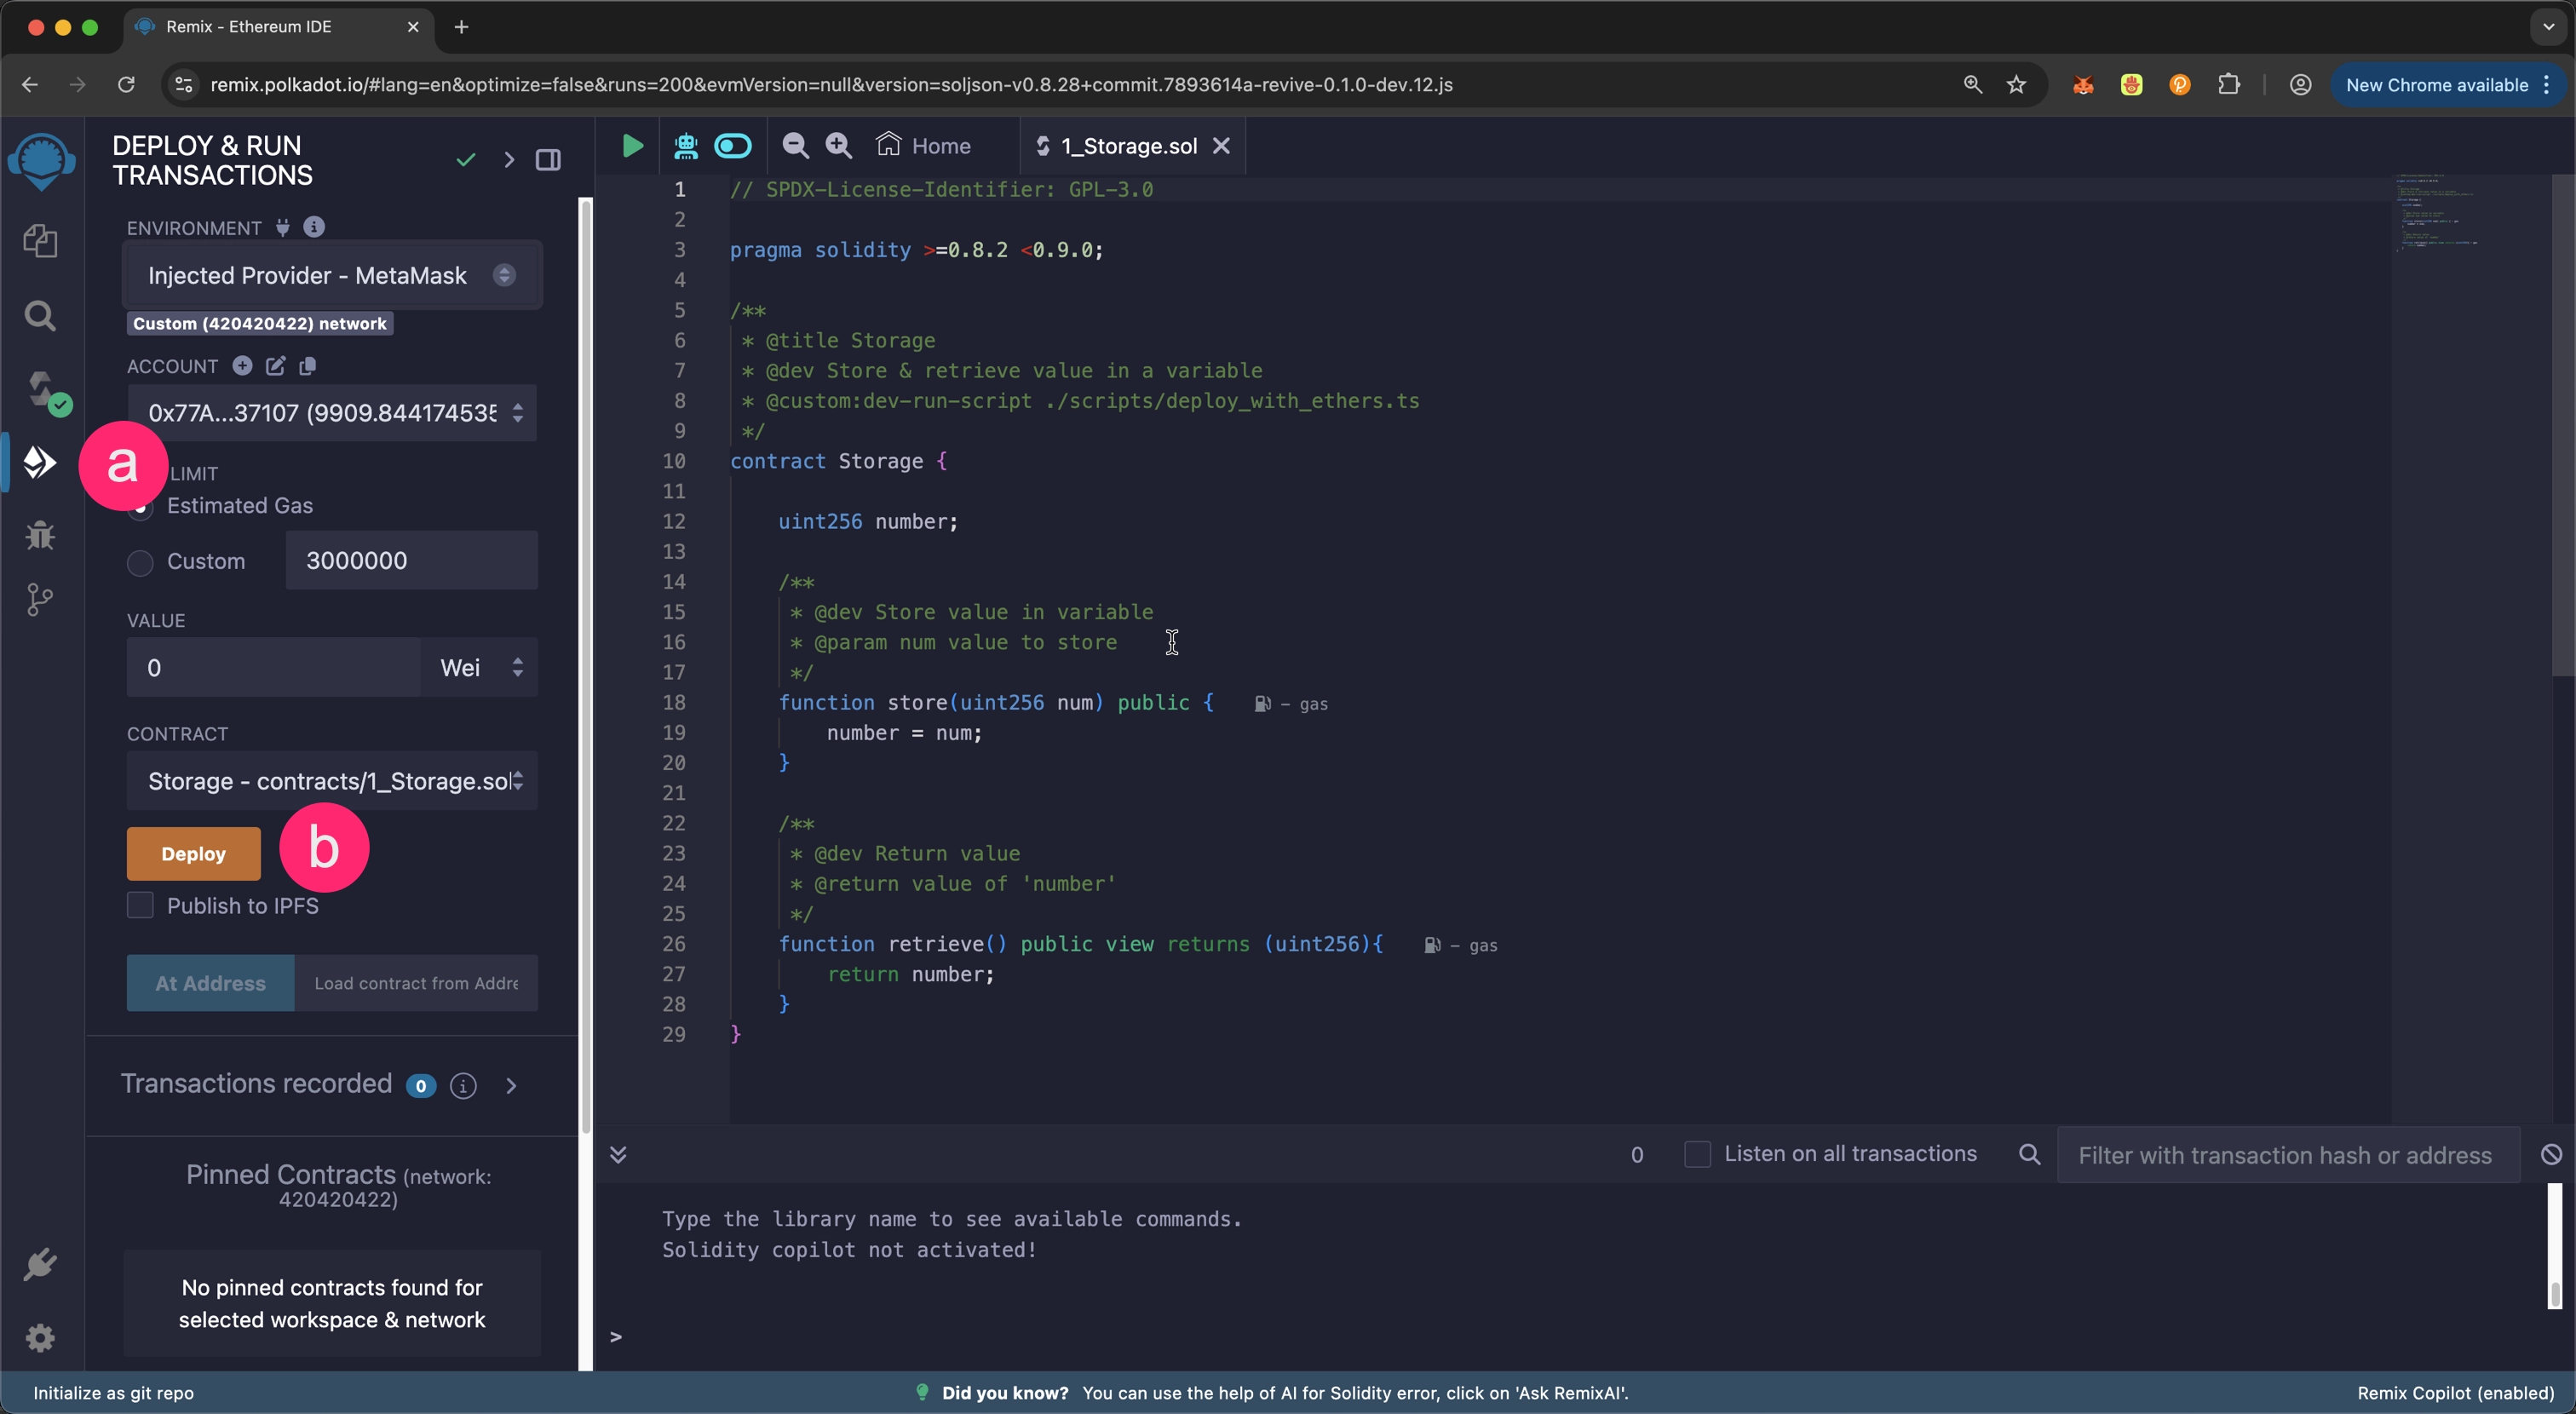 Remix - Ethereum IDE
remix.polkadot.io/#lang=en&optimize=false&runs=200&evmVersion=null&version=soljson-v0.8.28+commit.7893614a-revive-0.1.0-dev.12.js
New Chrome available
DEPLOY & RUN
TRANSACTIONS
ENVIRONMENT
Injected Provider - MetaMask
Custom (420420422) network
ACCOUNT
0x77A...37107 (9909.844174535
a
LIMIT
Estimated Gas
Custom
3000000
VALUE
0
Wei
CONTRACT
Storage - contracts/1_Storage.sol
Deploy
b
Publish to IPFS
At Address
Load contract from Addre
Transactions recorded 0
Pinned Contracts (network:
420420422)
No pinned contracts found for
selected workspace & network
Home
1_Storage.sol
1 // SPDX-License-Identifier: GPL-3.0
2
3 pragma solidity >=0.8.2 <0.9.0;
4
5 /**
6 * @title Storage
7 * @dev Store & retrieve value in a variable
8 * @custom:dev-run-script ./scripts/deploy_with_ethers.ts
9 */
10 contract Storage {
11
12 uint256 number;
13
14 /**
15 * @dev Store value in variable
16 * @param num value to store
17 */
18 function store(uint256 num) public { - gas
19 number = num;
20 }
21
22 /**
23 * @dev Return value
24 * @return value of 'number'
25 */
26 function retrieve() public view returns (uint256){ - gas
27 return number;
28 }
29 }
0
Listen on all transactions
Filter with transaction hash or address
Type the library name to see available commands.
Solidity copilot not activated!
>
Initialize as git repo
Did you know? You can use the help of AI for Solidity error, click on 'Ask RemixAI'.
Remix Copilot (enabled)